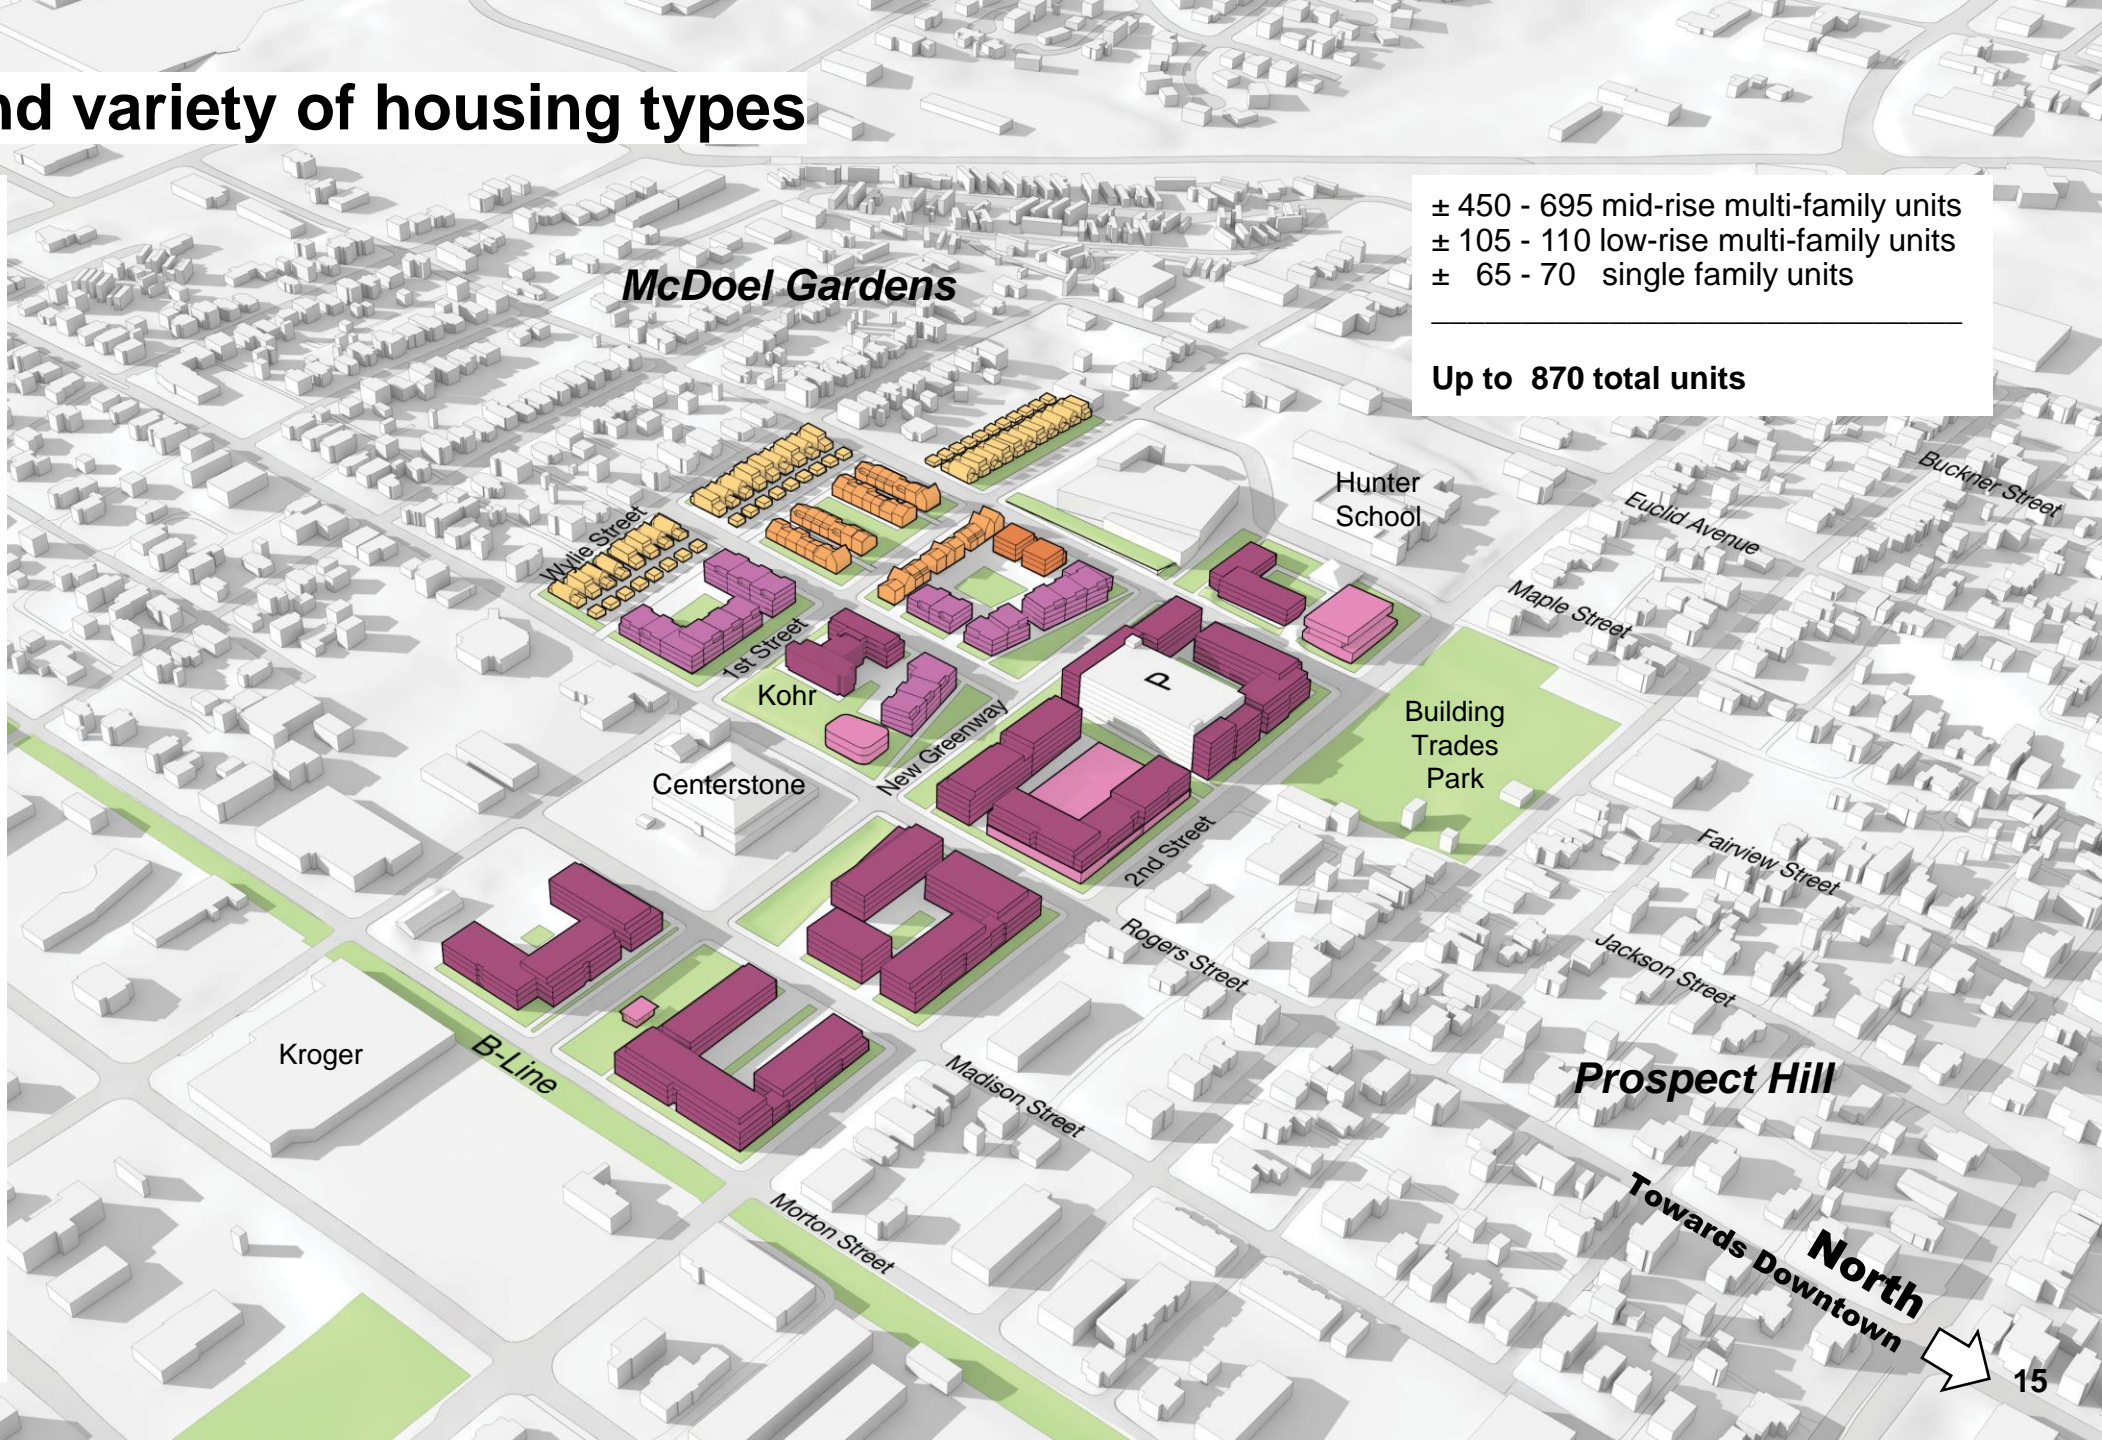 nd variety of housing types
± 450 - 695 mid-rise multi-family units
± 105 - 110 low-rise multi-family units
± 65 - 70 single family units
Up to 870 total units
McDoel Gardens
Hunter
School
Buckner Street
Euclid Avenue
Wylie Street
Maple Street
1st Street
Kohr
P
New Greenway
Building
Trades
Park
Centerstone
2nd Street
Fairview Street
Rogers Street
Jackson Street
Kroger
B-Line
Madison Street
Prospect Hill
Morton Street
North
Towards Downtown
15